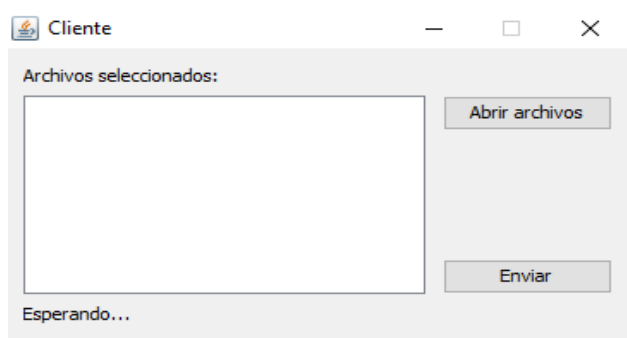 Cliente
Archivos seleccionados:
Abrir archivos
Enviar
Esperando...